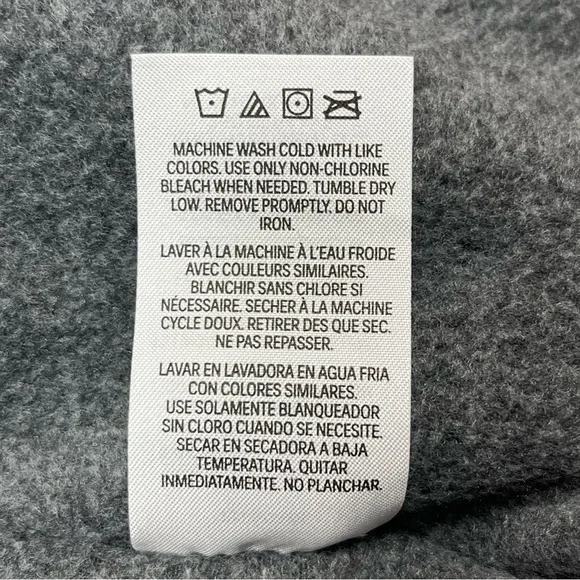 MACHINE WASH COLD WITH LIKE
COLORS. USE ONLY NON-CHLORINE
BLEACH WHEN NEEDED. TUMBLE DRY
LOW. REMOVE PROMPTLY. DO NOT
IRON.
LAVER À LA MACHINE À L'EAU FROIDE
AVEC COULEURS SIMILAIRES.
BLANCHIR SANS CHLORE SI
NÉCESSAIRE. SECHER À LA MACHINE
CYCLE DOUX. RETIRER DES QUE SEC.
NE PAS REPASSER.
LAVAR EN LAVADORA EN AGUA FRIA
CON COLORES SIMILARES.
USE SOLAMENTE BLANQUEADOR
SIN CLORO CUANDO SE NECESITE.
SECAR EN SECADORA A BAJA
TEMPERATURA. QUITAR
INMEDIATAMENTE. NO PLANCHAR.